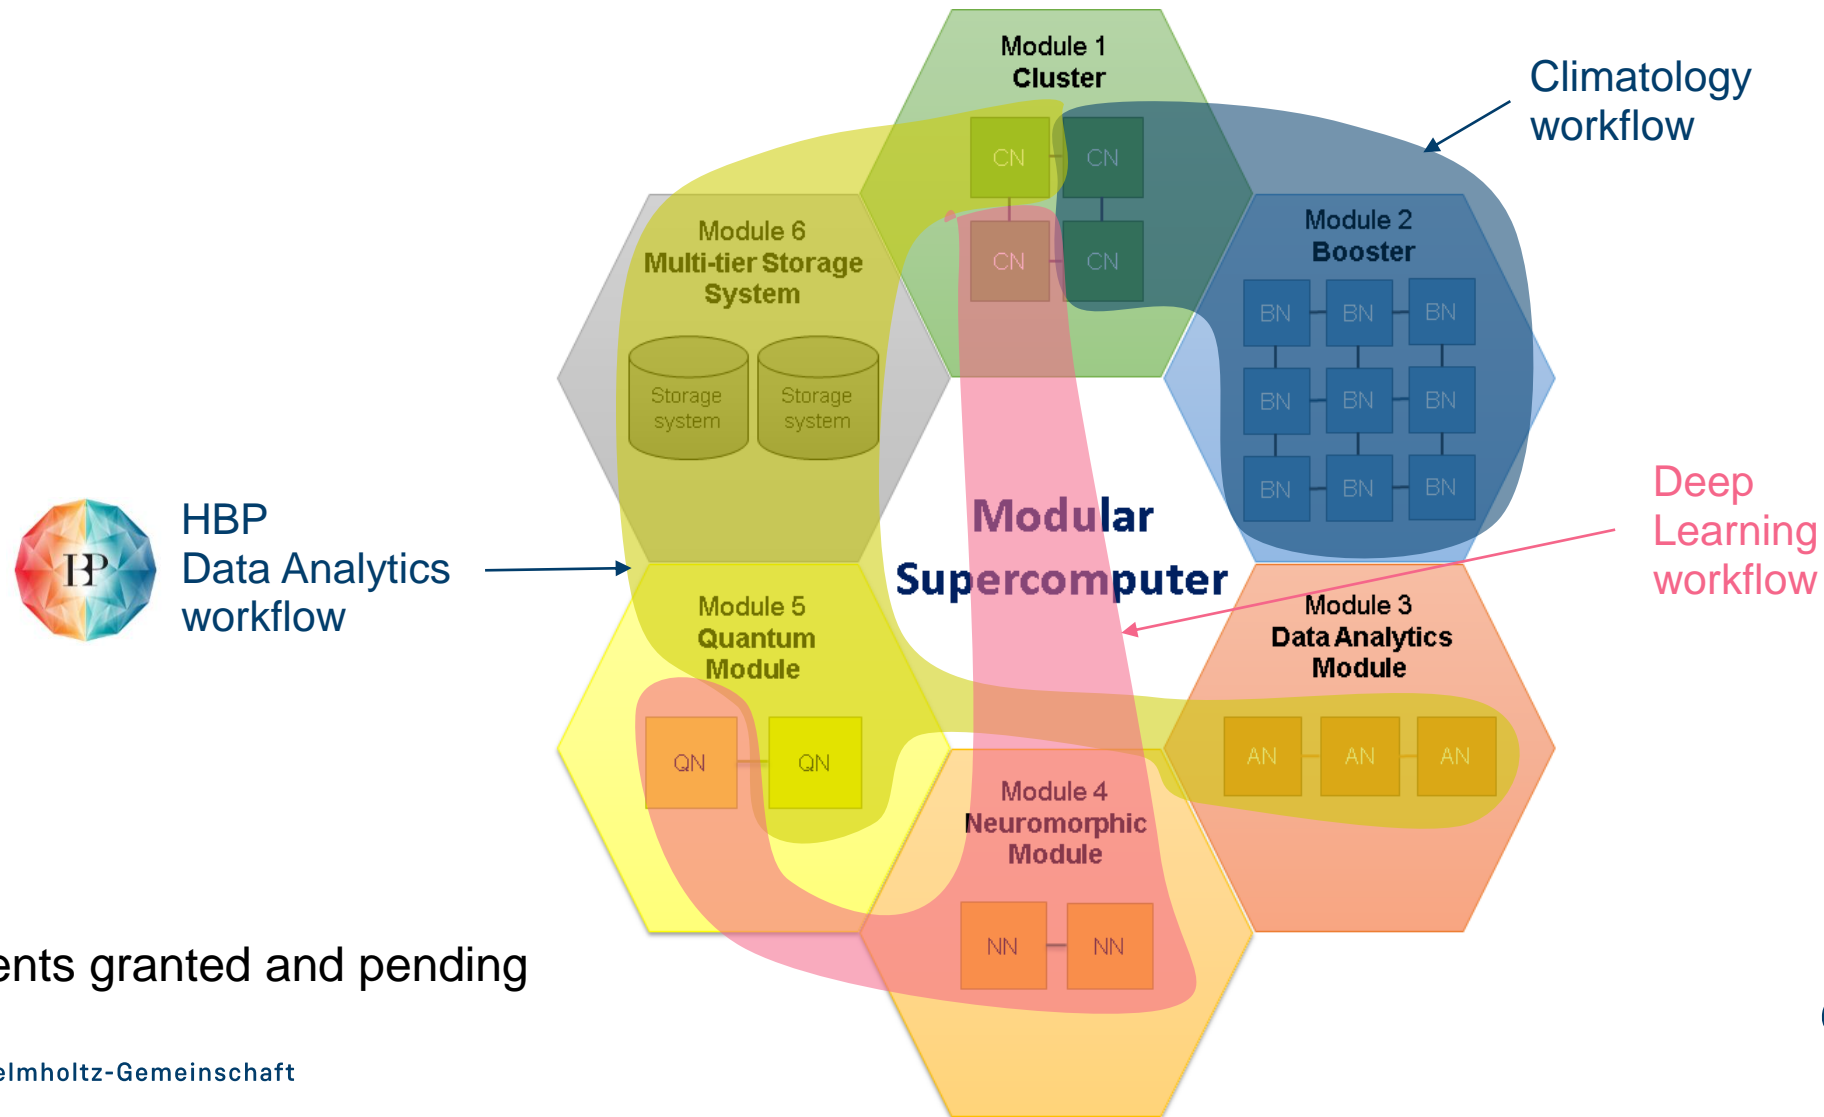 Module 1
Cluster
CN
CN
CN
CN
Climatology
workflow
Module 6
Multi-tier Storage
System
Storage
system
Storage
system
Module 2
Booster
BN
BN
BN
BN
BN
BN
BN
BN
BN
HBP
Data Analytics
workflow
Modular
Supercomputer
Deep
Learning
workflow
Module 5
Quantum
Module
QN
QN
Module 3
Data Analytics
Module
AN
AN
AN
Module 4
Neuromorphic
Module
NN
NN
ents granted and pending
elmholtz-Gemeinschaft